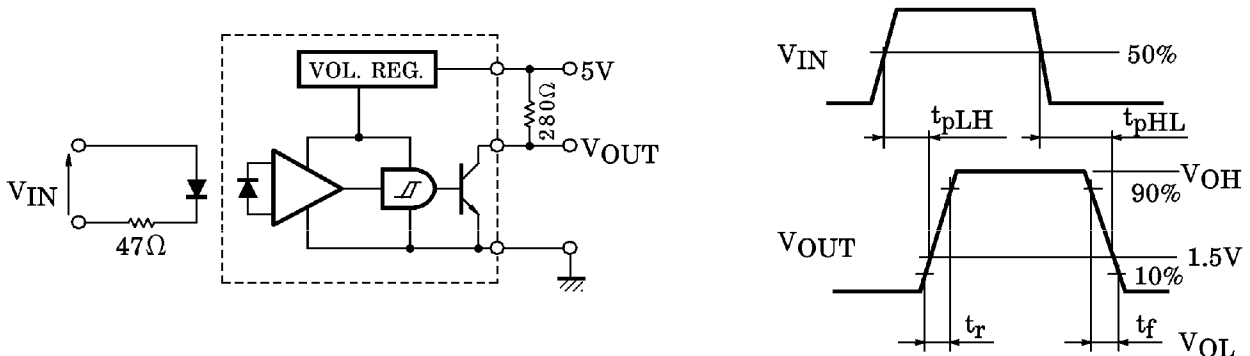 VOL. REG.
5V
280Ω
VOUT
VIN
47Ω
VIN
50%
tpLH
tpHL
VOH
90%
VOUT
1.5V
10%
tr
tf
VOL